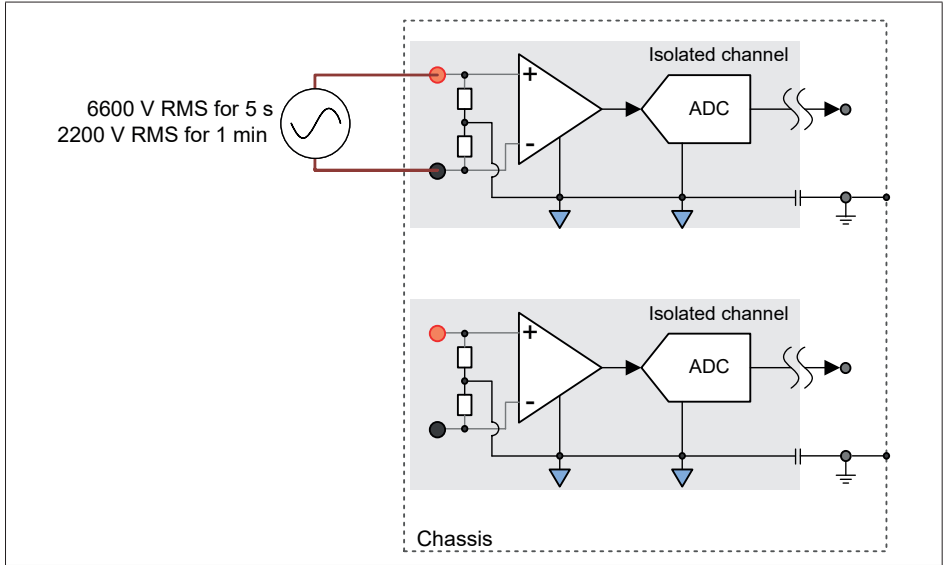 Isolated channel
6600 V RMS for 5 s
2200 V RMS for 1 min
+
-
ADC
Isolated channel
+
-
ADC
Chassis